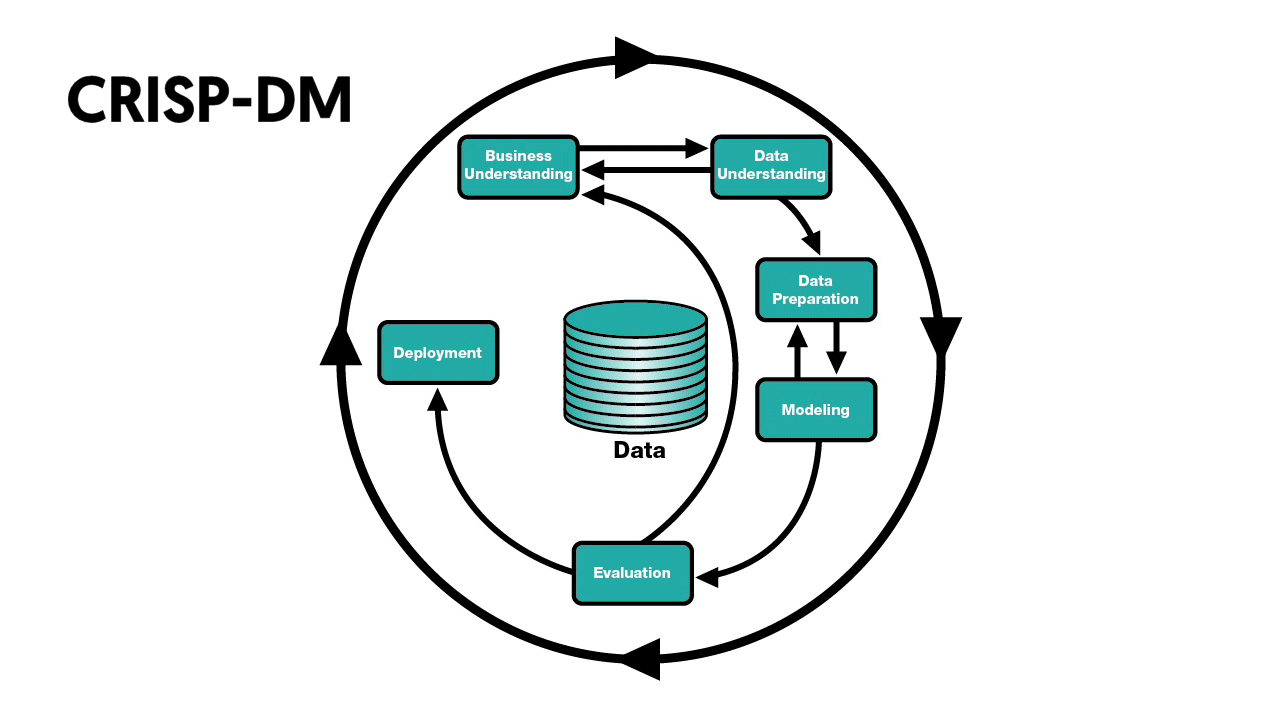 CRISP-DM
Business
Understanding
Data
Understanding
Data
Preparation
Deployment
Modeling
Data
Evaluation